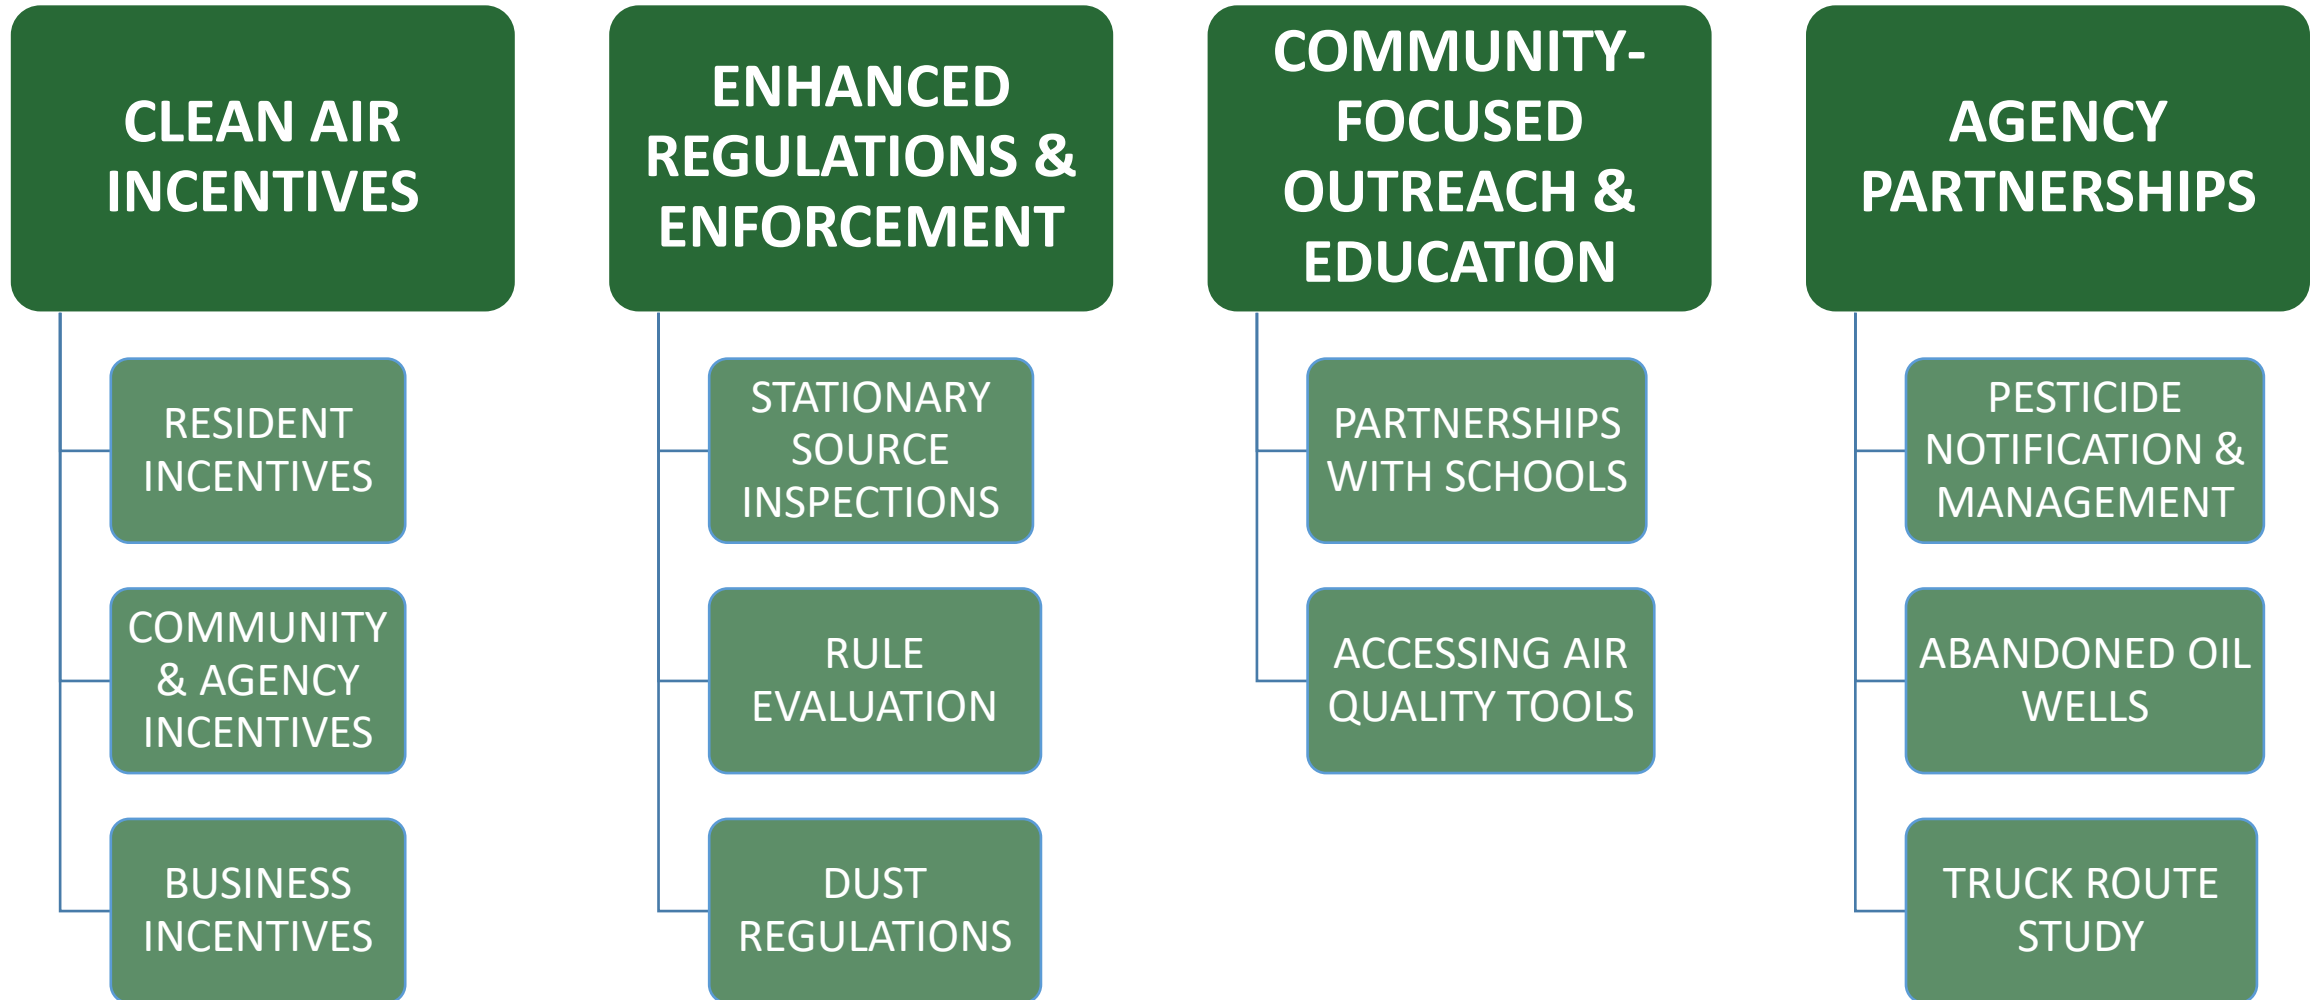 CLEAN AIR
INCENTIVES
RESIDENT
INCENTIVES
COMMUNITY
& AGENCY
INCENTIVES
BUSINESS
INCENTIVES
ENHANCED
REGULATIONS &
ENFORCEMENT
STATIONARY
SOURCE
INSPECTIONS
RULE
EVALUATION
DUST
REGULATIONS
COMMUNITY-
FOCUSED
OUTREACH &
EDUCATION
PARTNERSHIPS
WITH SCHOOLS
ACCESSING AIR
QUALITY TOOLS
AGENCY
PARTNERSHIPS
PESTICIDE
NOTIFICATION &
MANAGEMENT
ABANDONED OIL
WELLS
TRUCK ROUTE
STUDY